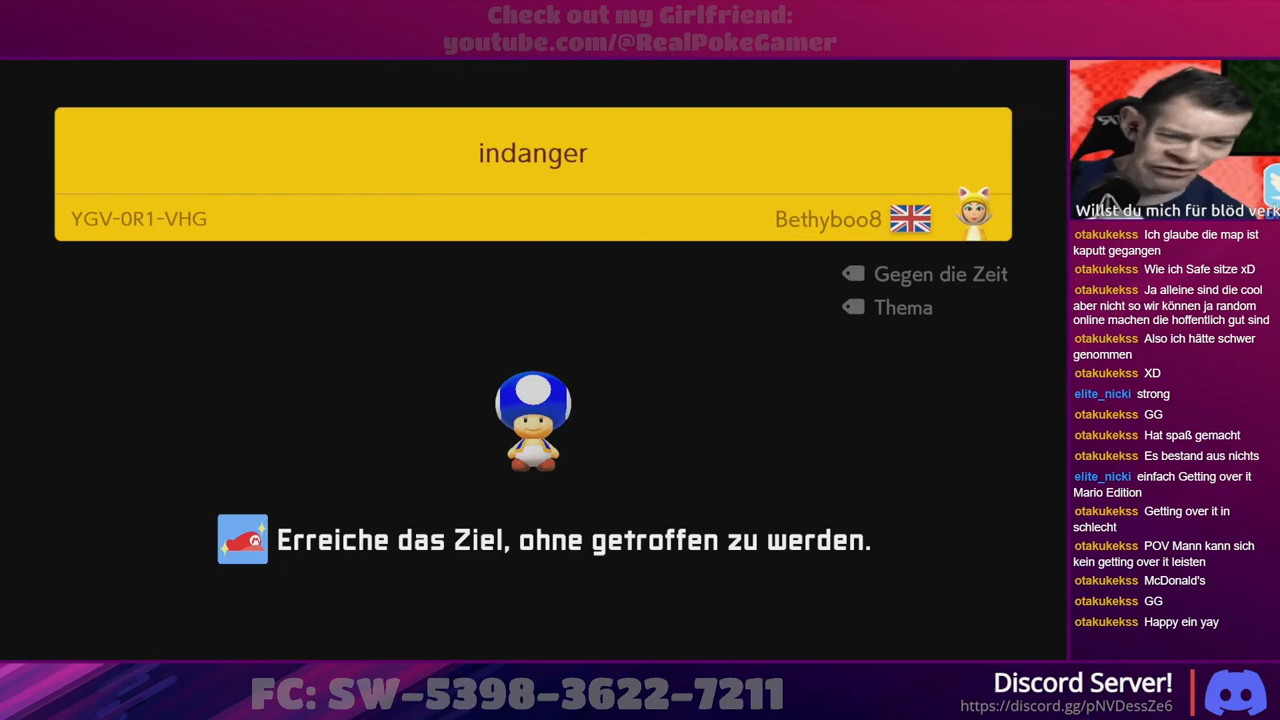 Check out my Girlfriend:
youtube.com/@RealPokeGamer
indanger
YGV-0R1-VHG
Bethyboo8
Gegen die Zeit
Thema
Erreiche das Ziel, ohne getroffen zu werden.
Willst du mich für blöd verk
otakukekss Ich glaube die map ist
kaputt gegangen
otakukekss Wie ich Safe sitze xD
otakukekss Ja alleine sind die cool
aber nicht so wir können ja random
online machen die hoffentlich gut sind
otakukekss Also ich hätte schwer
genommen
otakukekss XD
elite_nicki strong
otakukekss GG
otakukekss Hat spaß gemacht
otakukekss Es bestand aus nichts
elite_nicki einfach Getting over it
Mario Edition
otakukekss Getting over it in
schlecht
otakukekss POV Mann kann sich
kein getting over it leisten
otakukekss McDonald's
otakukekss GG
otakukekss Happy ein yay
FC: SW-5398-3622-7211
Discord Server!
https://discord.gg/pNVDessZe6